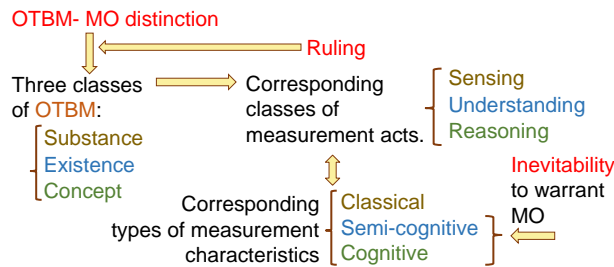 OTBM- MO distinction
Ruling
Three classes
of OTBM:
Substance
Existence
Concept
Corresponding
classes of
measurement acts.
Sensing
Understanding
Reasoning
Corresponding
types of measurement
characteristics
Classical
Semi-cognitive
Cognitive
Inevitability
to warrant
MO